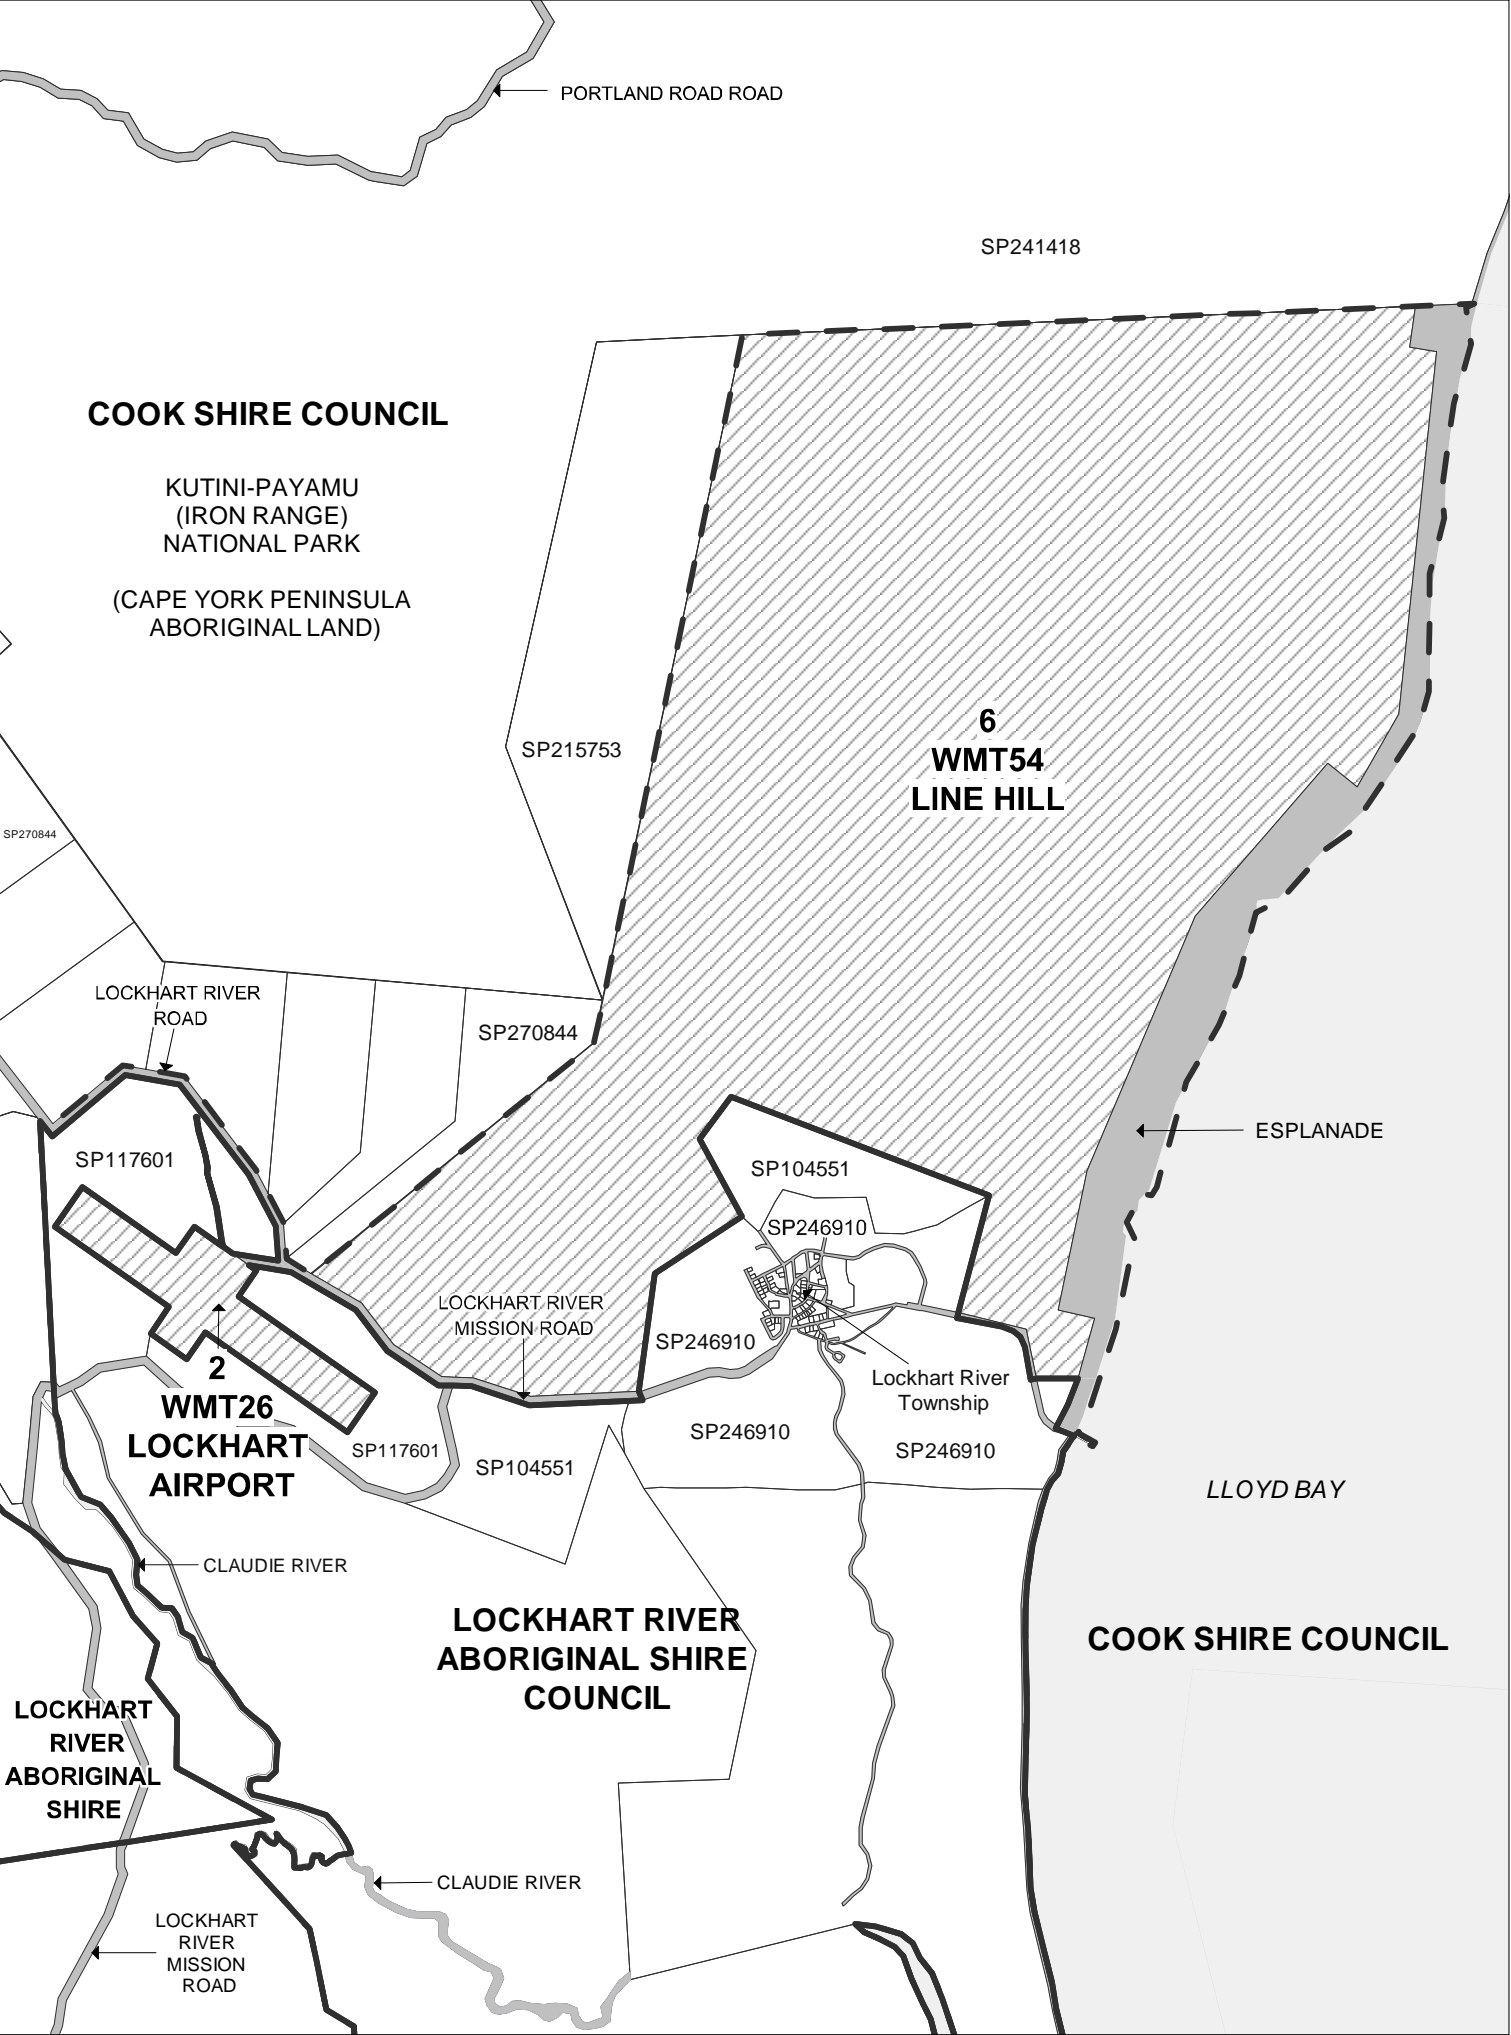 PORTLAND ROAD ROAD
SP241418
COOK SHIRE COUNCIL
KUTINI-PAYAMU
(IRON RANGE)
NATIONAL PARK
(CAPE YORK PENINSULA
ABORIGINAL LAND)
6
WMT54
LINE HILL
SP215753
SP270844
LOCKHART RIVER
ROAD
SP270844
ESPLANADE
SP117601
SP104551
SP246910
LOCKHART RIVER
MISSION ROAD
SP246910
2
WMT26
LOCKHART
AIRPORT
Lockhart River
Township
SP246910
SP117601
SP104551
SP246910
LLOYD BAY
CLAUDIE RIVER
LOCKHART RIVER
ABORIGINAL SHIRE
COUNCIL
COOK SHIRE COUNCIL
LOCKHART
RIVER
ABORIGINAL
SHIRE
CLAUDIE RIVER
LOCKHART
RIVER
MISSION
ROAD